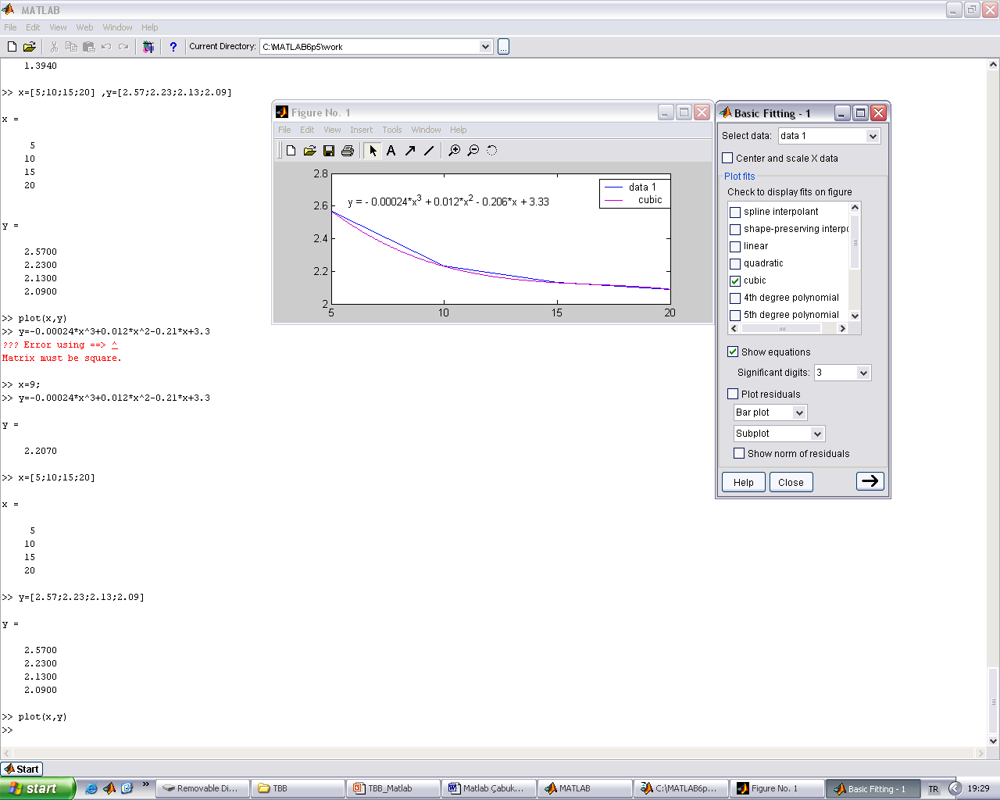 MATLAB
File Edit View Web Window Help
Current Directory: C:\MATLAB6p5\work
...
1.3940
>> x=[5;10;15;20] ,y=[2.57;2.23;2.13;2.09]
x =
5
10
15
20
y =
2.5700
2.2300
2.1300
2.0900
>> plot(x,y)
>> y=-0.00024*x^3+0.012*x^2-0.21*x+3.3
??? Error using ==> ^
Matrix must be square.
>> x=9;
>> y=-0.00024*x^3+0.012*x^2-0.21*x+3.3
y =
2.2070
>> x=[5;10;15;20]
x =
5
10
15
20
>> y=[2.57;2.23;2.13;2.09]
y =
2.5700
2.2300
2.1300
2.0900
>> plot(x,y)
>>
Figure No. 1
File Edit View Insert Tools Window Help
A
2.8
2.6
2.4
2.2
2
5 10 15 20
y = - 0.00024*x3 + 0.012*x2 - 0.206*x + 3.33
data 1
cubic
Basic Fitting - 1
Select data: data 1
Center and scale X data
Plot fits
Check to display fits on figure
spline interpolant
shape-preserving interpo
linear
quadratic
cubic
4th degree polynomial
5th degree polynomial
Show equations
Significant digits: 3
Plot residuals
Bar plot
Subplot
Show norm of residuals
Help Close
Start
start » Removable Di... TBB TBB_Matlab Matlab Çabuk... MATLAB C:\MATLAB6p... Figure No. 1 Basic Fitting - 1 TR 19:29